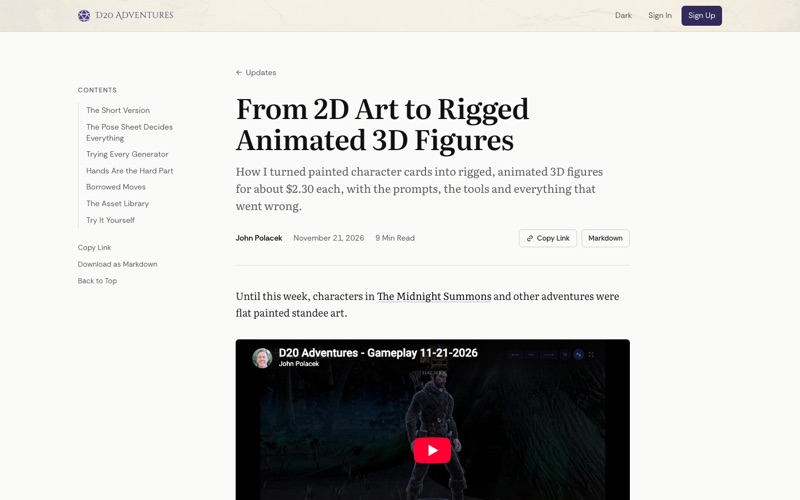 D20 ADVENTURES
Dark
Sign In
Sign Up
← Updates
CONTENTS
The Short Version
The Pose Sheet Decides
Everything
Trying Every Generator
Hands Are the Hard Part
Borrowed Moves
The Asset Library
Try It Yourself
Copy Link
Download as Markdown
Back to Top
From 2D Art to Rigged
Animated 3D Figures
How I turned painted character cards into rigged, animated 3D figures
for about $2.30 each, with the prompts, the tools and everything that
went wrong.
John Polacek November 21, 2026 9 Min Read
Copy Link
Markdown
Until this week, characters in The Midnight Summons and other adventures were
flat painted standee art.
D20 Adventures - Gameplay 11-21-2026
John Polacek